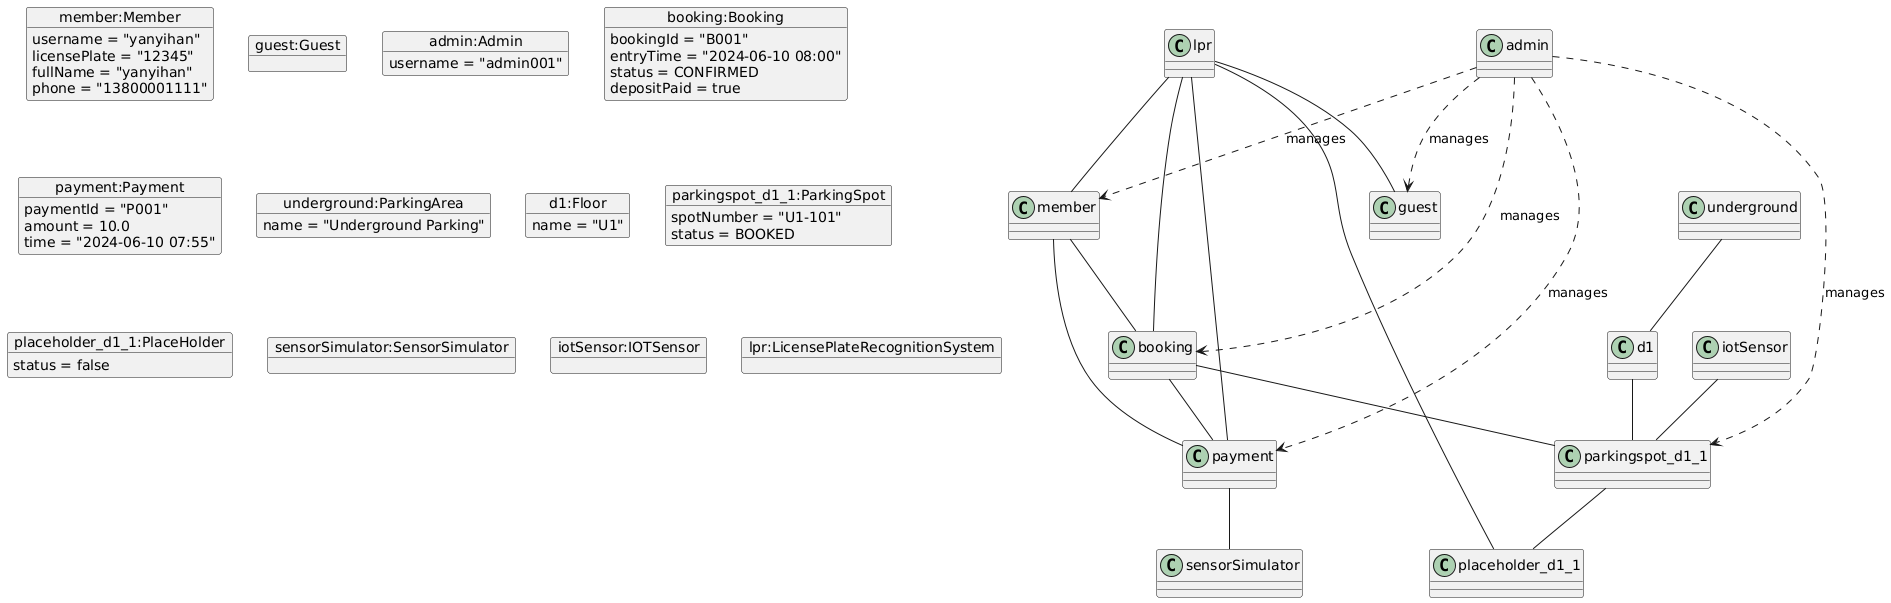 member:Member
username = "yanyihan"
licensePlate = "12345"
fullName = "yanyihan"
phone = "13800001111"
guest:Guest
admin:Admin
username = "admin001"
booking:Booking
bookingId = "B001"
entryTime = "2024-06-10 08:00"
status = CONFIRMED
depositPaid = true
C lpr
C admin
manages
manages
payment:Payment
paymentId = "P001"
amount = 10.0
time = "2024-06-10 07:55"
underground:ParkingArea
name = "Underground Parking"
d1:Floor
name = "U1"
parkingspot_d1_1:ParkingSpot
spotNumber = "U1-101"
status = BOOKED
C member
C guest
C underground
manages
manages
manages
placeholder_d1_1:PlaceHolder
status = false
sensorSimulator:SensorSimulator
iotSensor:IOTSensor
lpr:LicensePlateRecognitionSystem
C booking
C d1
C iotSensor
C payment
C parkingspot_d1_1
C sensorSimulator
C placeholder_d1_1